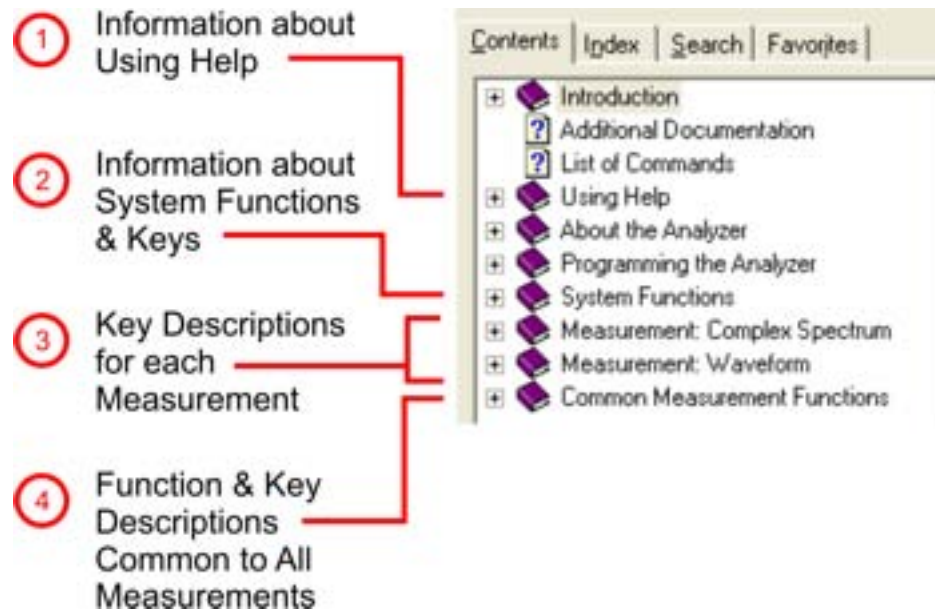 1
Information about
Using Help
2
Information about
System Functions
& Keys
3
Key Descriptions
for each
Measurement
4
Function & Key
Descriptions
Common to All
Measurements
Contents Index Search Favorites
Introduction
? Additional Documentation
? List of Commands
Using Help
About the Analyzer
Programming the Analyzer
System Functions
Measurement: Complex Spectrum
Measurement: Waveform
Common Measurement Functions